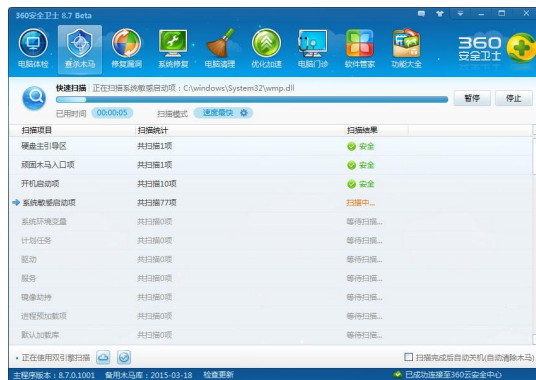 360安全卫士 8.7 Beta
电脑体检 查杀木马 修复漏洞 系统修复 电脑清理 优化加速 电脑门诊 软件管家 功能大全 360安全卫士
快速扫描 正在扫描系统敏感启动项：C:\windows\System32\wmp.dll
暂停 停止
已用时间 00:00:05 扫描模式 速度最快
扫描项目 扫描统计 扫描结果
硬盘主引导区 共扫描1项 安全
顽固木马入口项 共扫描1项 安全
开机启动项 共扫描10项 安全
系统敏感启动项 共扫描77项 扫描中...
系统环境变量 共扫描0项 等待扫描...
计划任务 共扫描0项 等待扫描...
驱动 共扫描0项 等待扫描...
服务 共扫描0项 等待扫描...
镜像劫持 共扫描0项 等待扫描...
进程预加载项 共扫描0项 等待扫描...
默认加载库 共扫描0项 等待扫描...
正在使用双引擎扫描 扫描完成后自动关机(自动清除木马)
主程序版本：8.7.0.1001 备用木马库：2015-03-18 检查更新 已成功连接至360云安全中心